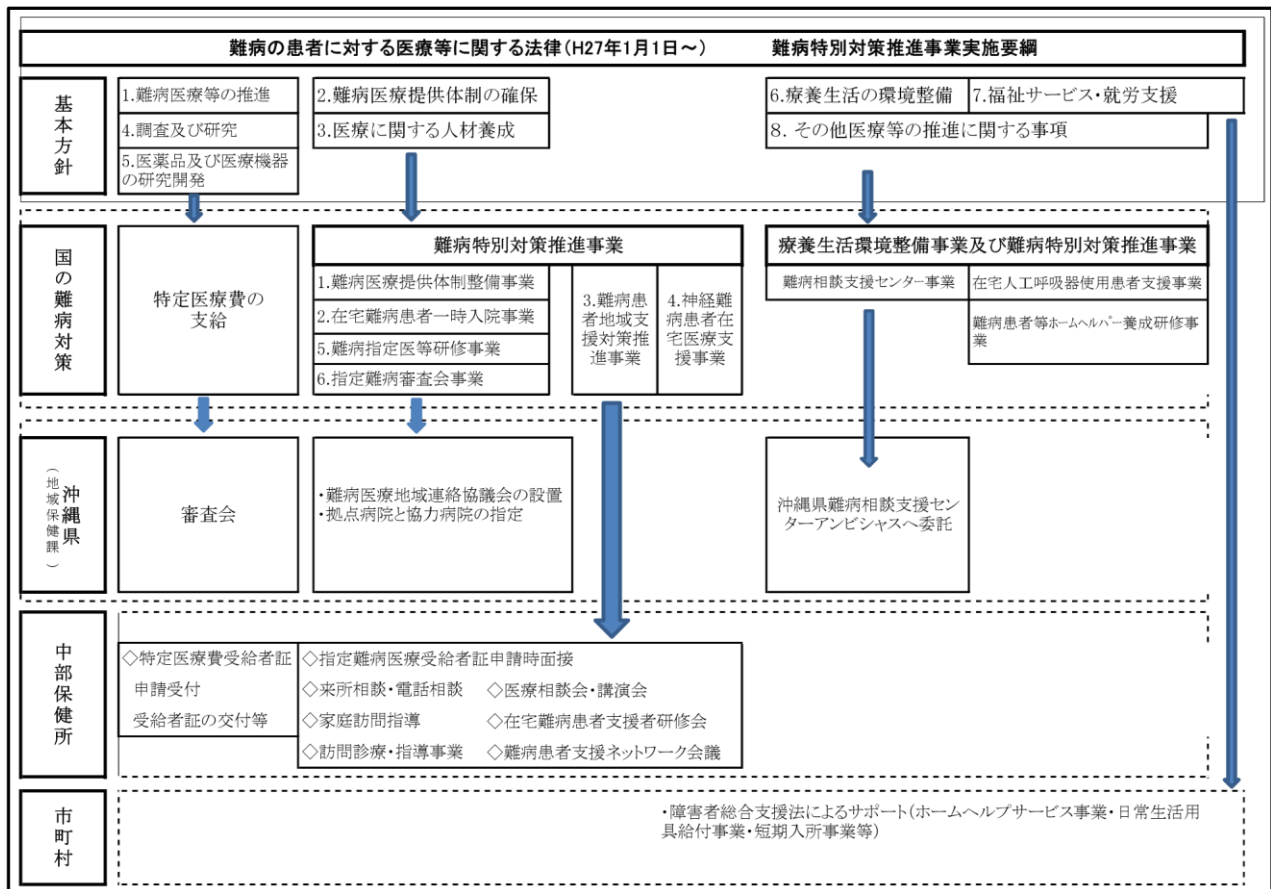 難病の患者に対する医療等に関する法律(H27年1月1日～)　難病特別対策推進事業実施要綱
基本方針
1.難病医療等の推進
4.調査及び研究
5.医薬品及び医療機器
の研究開発
2.難病医療提供体制の確保
3.医療に関する人材養成
6.療養生活の環境整備
7.福祉サービス・就労支援
8. その他医療等の推進に関する事項
国の難病対策
特定医療費の
支給
難病特別対策推進事業
1.難病医療提供体制整備事業
2.在宅難病患者一時入院事業
5.難病指定医等研修事業
6.指定難病審査会事業
3.難病患
者地域支
援対策推
進事業
4.神経難
病患者在
宅医療支
援事業
療養生活環境整備事業及び難病特別対策推進事業
難病相談支援センター事業
在宅人工呼吸器使用患者支援事業
難病患者等ホームヘルパー養成研修事
業
沖縄県
(地域保健課)
審査会
・難病医療地域連絡協議会の設置
・拠点病院と協力病院の指定
沖縄県難病相談支援セン
ターアンビシャスへ委託
中部保健所
◇特定医療費受給者証
申請受付
受給者証の交付等
◇指定難病医療受給者証申請時面接
◇来所相談・電話相談　◇医療相談会・講演会
◇家庭訪問指導　◇在宅難病患者支援者研修会
◇訪問診療・指導事業　◇難病患者支援ネットワーク会議
市町村
・障害者総合支援法によるサポート(ホームヘルプサービス事業・日常生活用
具給付事業・短期入所事業等)